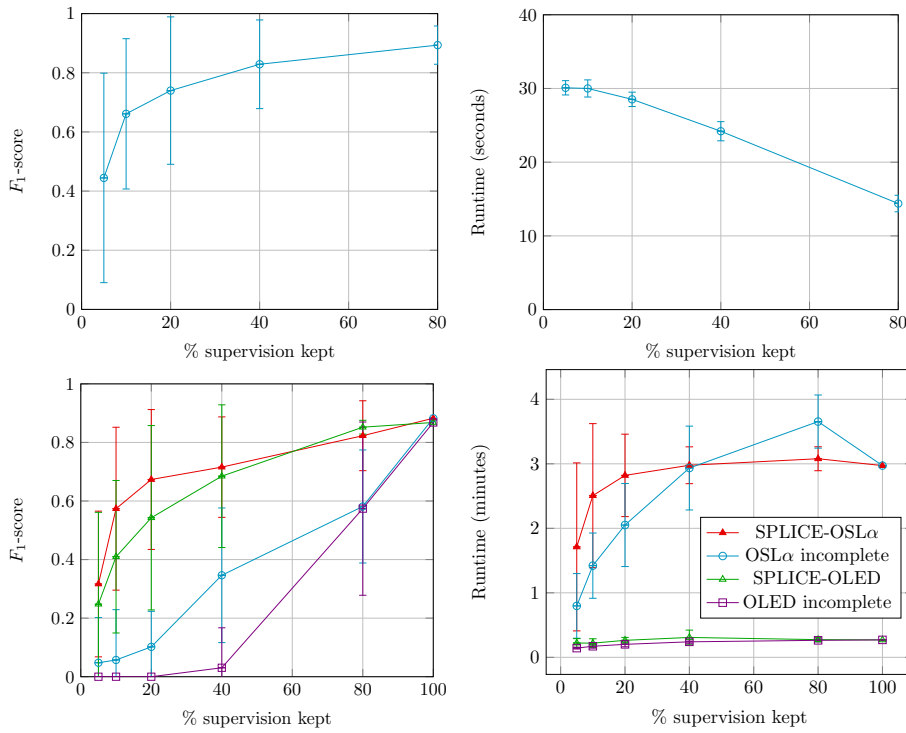 1
0.8
0.6
0.4
0.2
0
0 20 40 60 80
% supervision kept
F1-score
40
30
20
10
0
0 20 40 60 80
% supervision kept
Runtime (seconds)
1
0.8
0.6
0.4
0.2
0
0 20 40 60 80 100
% supervision kept
F1-score
4
3
2
1
0
0 20 40 60 80 100
% supervision kept
Runtime (minutes)
SPLICE-OSLα
OSLα incomplete
SPLICE-OLED
OLED incomplete